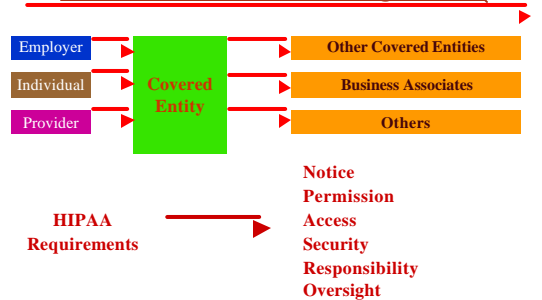 Employer
Individual
Provider
Covered
Entity
Other Covered Entities
Business Associates
Others
HIPAA
Requirements
Notice
Permission
Access
Security
Responsibility
Oversight